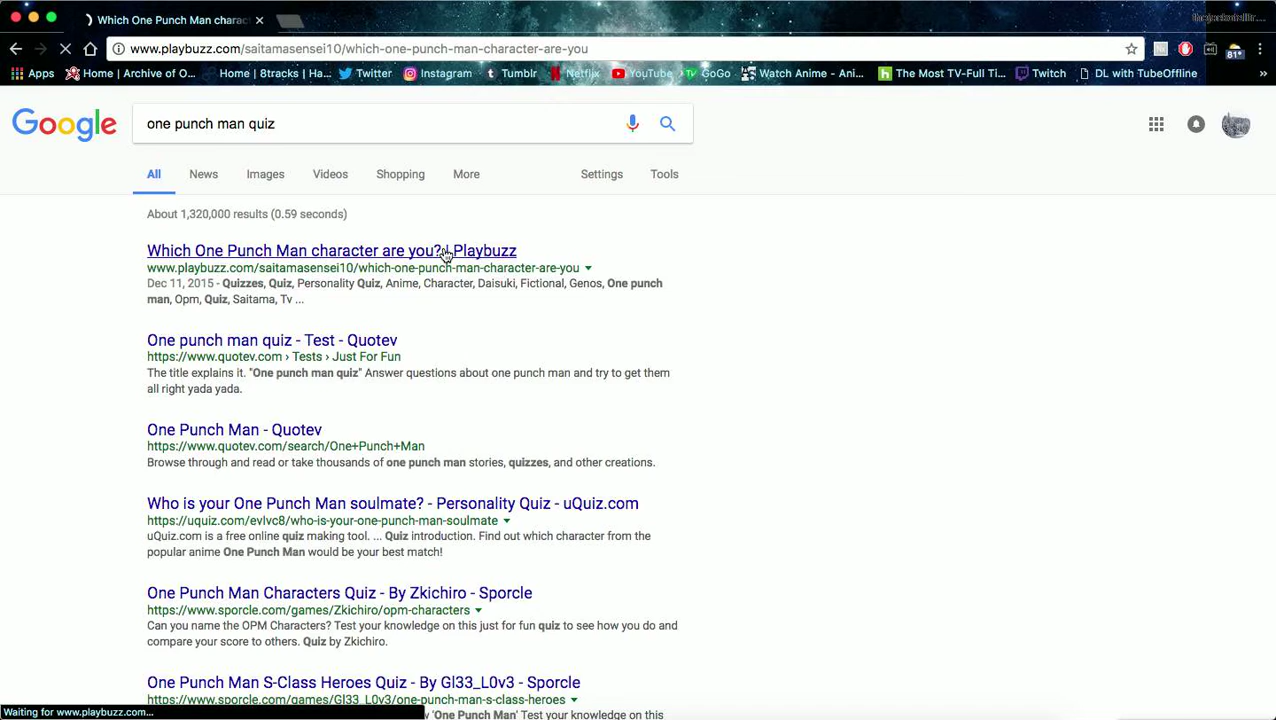 Which One Punch Man charac
www.playbuzz.com/saitamasensei10/which-one-punch-man-character-are-you
Apps Home | Archive of O... Home | 8tracks | Ha... Twitter Instagram Tumblr Netflix YouTube GoGo Watch Anime - Ani... The Most TV-Full Ti... Twitch DL with TubeOffline »
81°
Google one punch man quiz
All News Images Videos Shopping More Settings Tools
About 1,320,000 results (0.59 seconds)
Which One Punch Man character are you? | Playbuzz
www.playbuzz.com/saitamasensei10/which-one-punch-man-character-are-you
Dec 11, 2015 - Quizzes, Quiz, Personality Quiz, Anime, Character, Daisuki, Fictional, Genos, One punch
man, Opm, Quiz, Saitama, Tv ...
One punch man quiz - Test - Quotev
https://www.quotev.com › Tests › Just For Fun
The title explains it. "One punch man quiz" Answer questions about one punch man and try to get them
all right yada yada.
One Punch Man - Quotev
https://www.quotev.com/search/One+Punch+Man
Browse through and read or take thousands of one punch man stories, quizzes, and other creations.
Who is your One Punch Man soulmate? - Personality Quiz - uQuiz.com
https://uquiz.com/evlvc8/who-is-your-one-punch-man-soulmate
uQuiz.com is a free online quiz making tool. ... Quiz introduction. Find out which character from the
popular anime One Punch Man would be your best match!
One Punch Man Characters Quiz - By Zkichiro - Sporcle
https://www.sporcle.com/games/Zkichiro/opm-characters
Can you name the OPM Characters? Test your knowledge on this just for fun quiz to see how you do and
compare your score to others. Quiz by Zkichiro.
One Punch Man S-Class Heroes Quiz - By Gl33_L0v3 - Sporcle
https://www.sporcle.com/games/Gl33_L0v3/one-punch-man-s-class-heroes
'One Punch Man' Test your knowledge on this
Waiting for www.playbuzz.com...